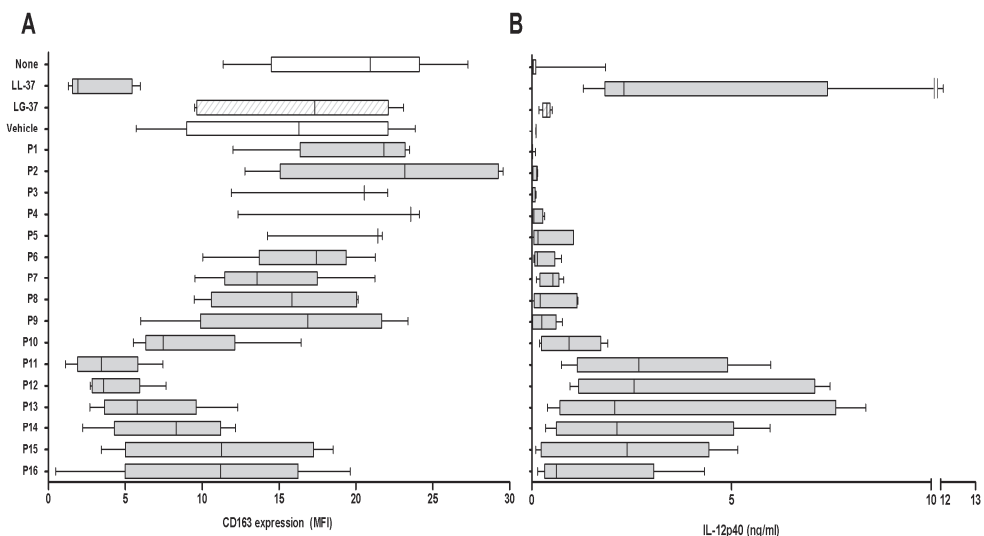 A
B
None
LL-37
LG-37
Vehicle
P1
P2
P3
P4
P5
P6
P7
P8
P9
P10
P11
P12
P13
P14
P15
P16
0 5 10 15 20 25 30
0 5 10 12 13
CD163 expression (MFI)
IL-12p40 (ng/ml)